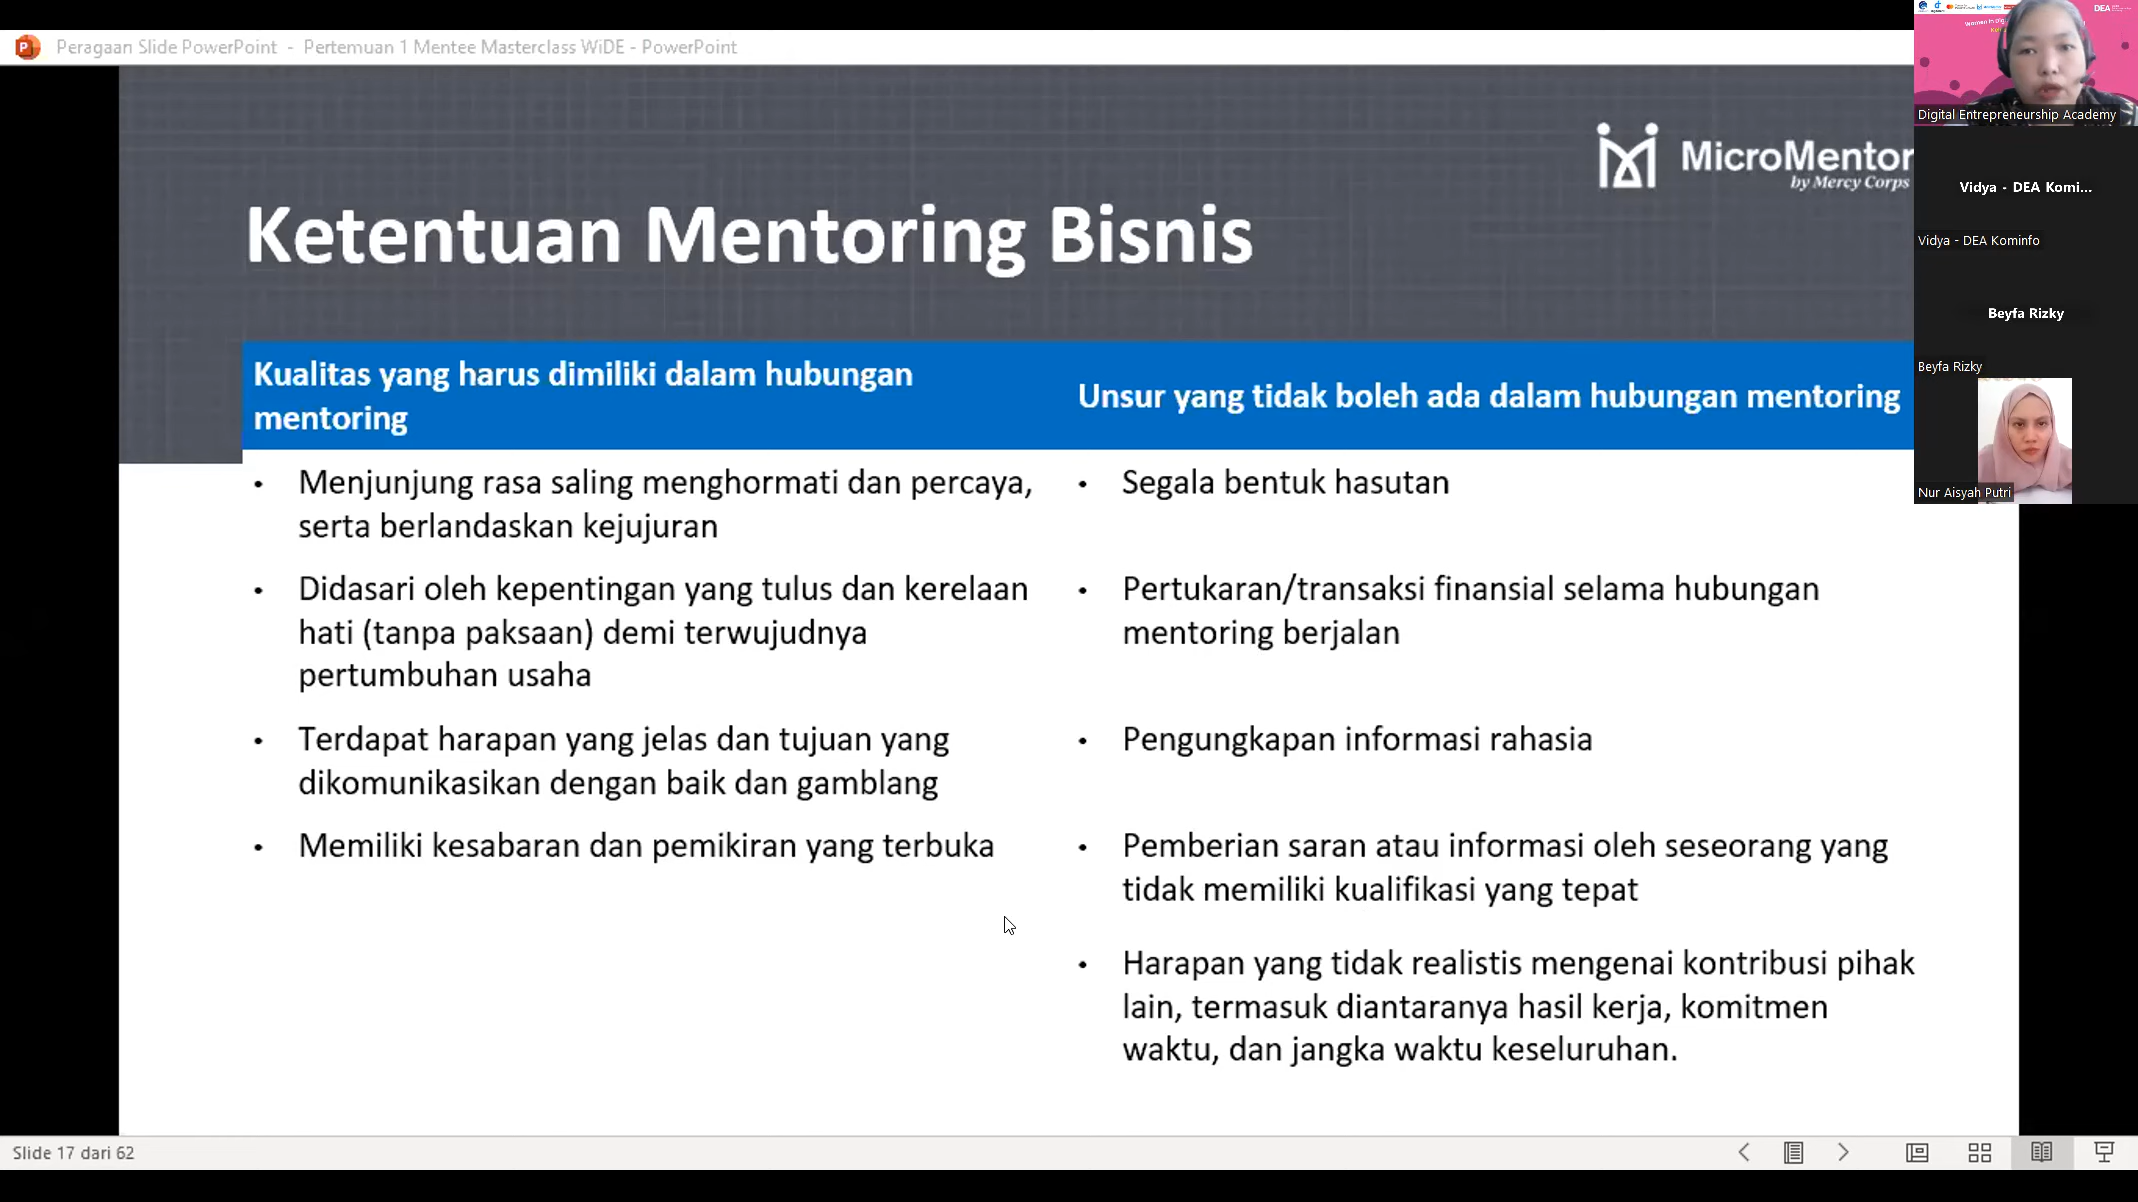 Peragaan Slide PowerPoint - Pertemuan 1 Mentee Masterclass WiDE - PowerPoint
MicroMentor
by Mercy Corps
Ketentuan Mentoring Bisnis
Kualitas yang harus dimiliki dalam hubungan
mentoring
Menjunjung rasa saling menghormati dan percaya,
serta berlandaskan kejujuran
Didasari oleh kepentingan yang tulus dan kerelaan
hati (tanpa paksaan) demi terwujudnya
pertumbuhan usaha
Terdapat harapan yang jelas dan tujuan yang
dikomunikasikan dengan baik dan gamblang
Memiliki kesabaran dan pemikiran yang terbuka
Unsur yang tidak boleh ada dalam hubungan mentoring
Segala bentuk hasutan
Pertukaran/transaksi finansial selama hubungan
mentoring berjalan
Pengungkapan informasi rahasia
Pemberian saran atau informasi oleh seseorang yang
tidak memiliki kualifikasi yang tepat
Harapan yang tidak realistis mengenai kontribusi pihak
lain, termasuk diantaranya hasil kerja, komitmen
waktu, dan jangka waktu keseluruhan.
DEA
Digital Entrepreneurship Academy
Vidya - DEA Komi...
Vidya - DEA Kominfo
Beyfa Rizky
Beyfa Rizky
Nur Aisyah Putri
Slide 17 dari 62